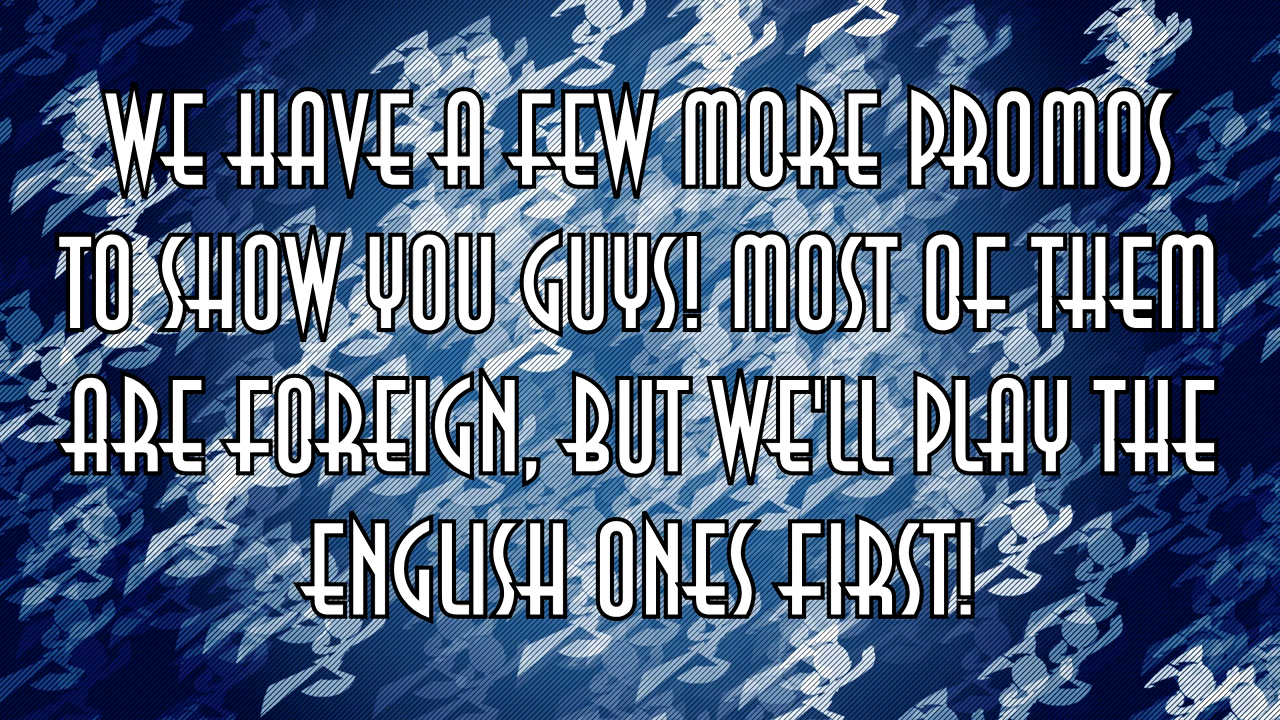 WE HAVE A FEW MORE PROMOS
TO SHOW YOU GUYS! MOST OF THEM
ARE FOREIGN, BUT WE'LL PLAY THE
ENGLISH ONES FIRST!